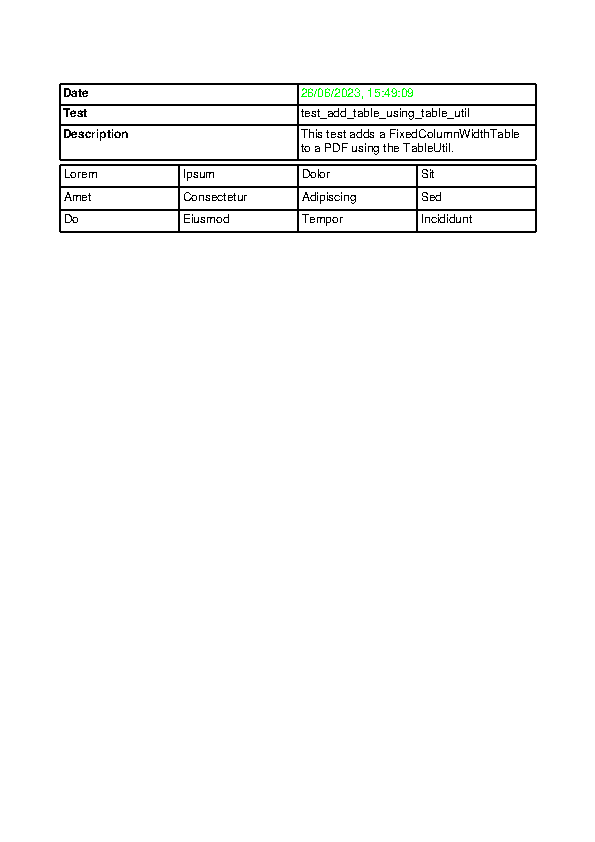 Date 26/06/2023, 15:49:09
Test test_add_table_using_table_util
Description This test adds a FixedColumnWidthTable
to a PDF using the TableUtil.
Lorem Ipsum Dolor Sit
Amet Consectetur Adipiscing Sed
Do Eiusmod Tempor Incididunt